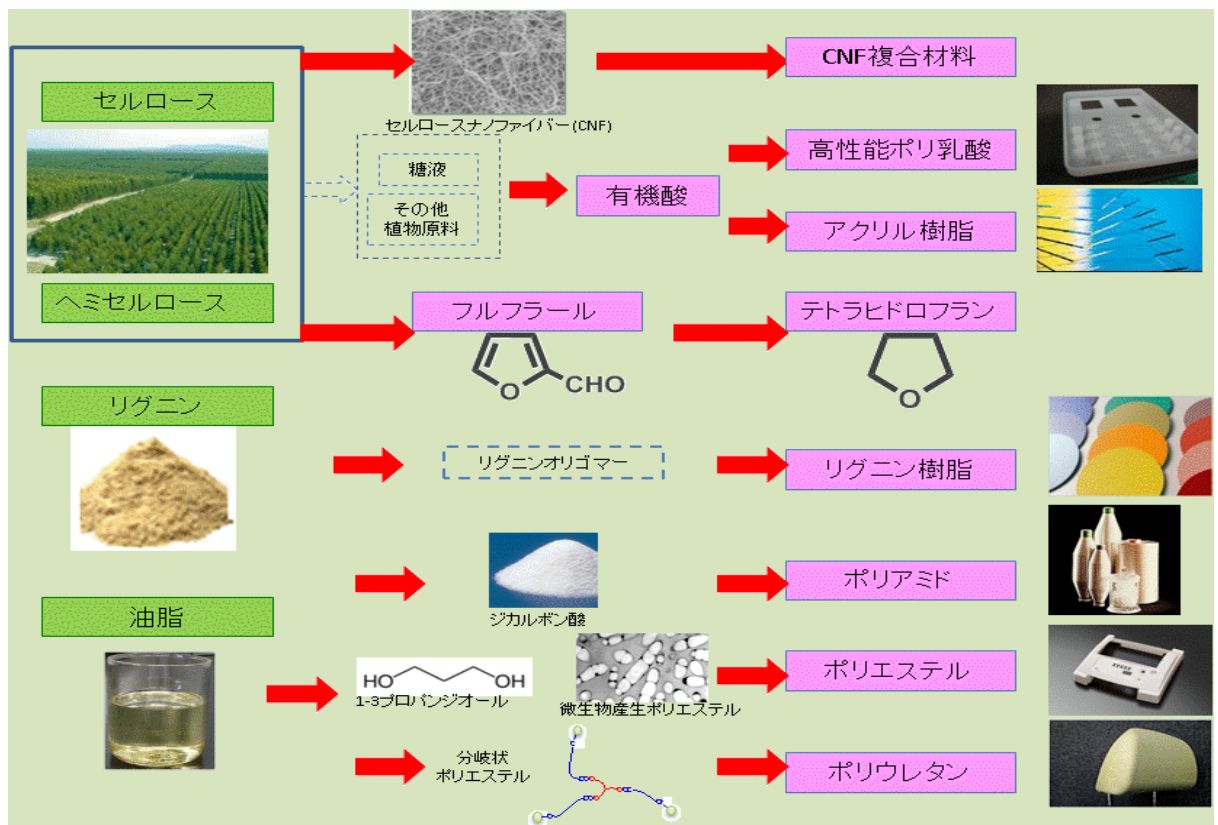 CNF複合材料
セルロース
セルロースナノファイバー(CNF)
高性能ポリ乳酸
糖液
有機酸
その他
植物原料
アクリル樹脂
ヘミセルロース
フルフラール
テトラヒドロフラン
O
CHO
O
リグニン
リグニンオリゴマー
リグニン樹脂
ポリアミド
ジカルボン酸
油脂
HO
OH
1-3プロパンジオール
微生物産生ポリエステル
ポリエステル
分岐状
ポリエステル
ポリウレタン